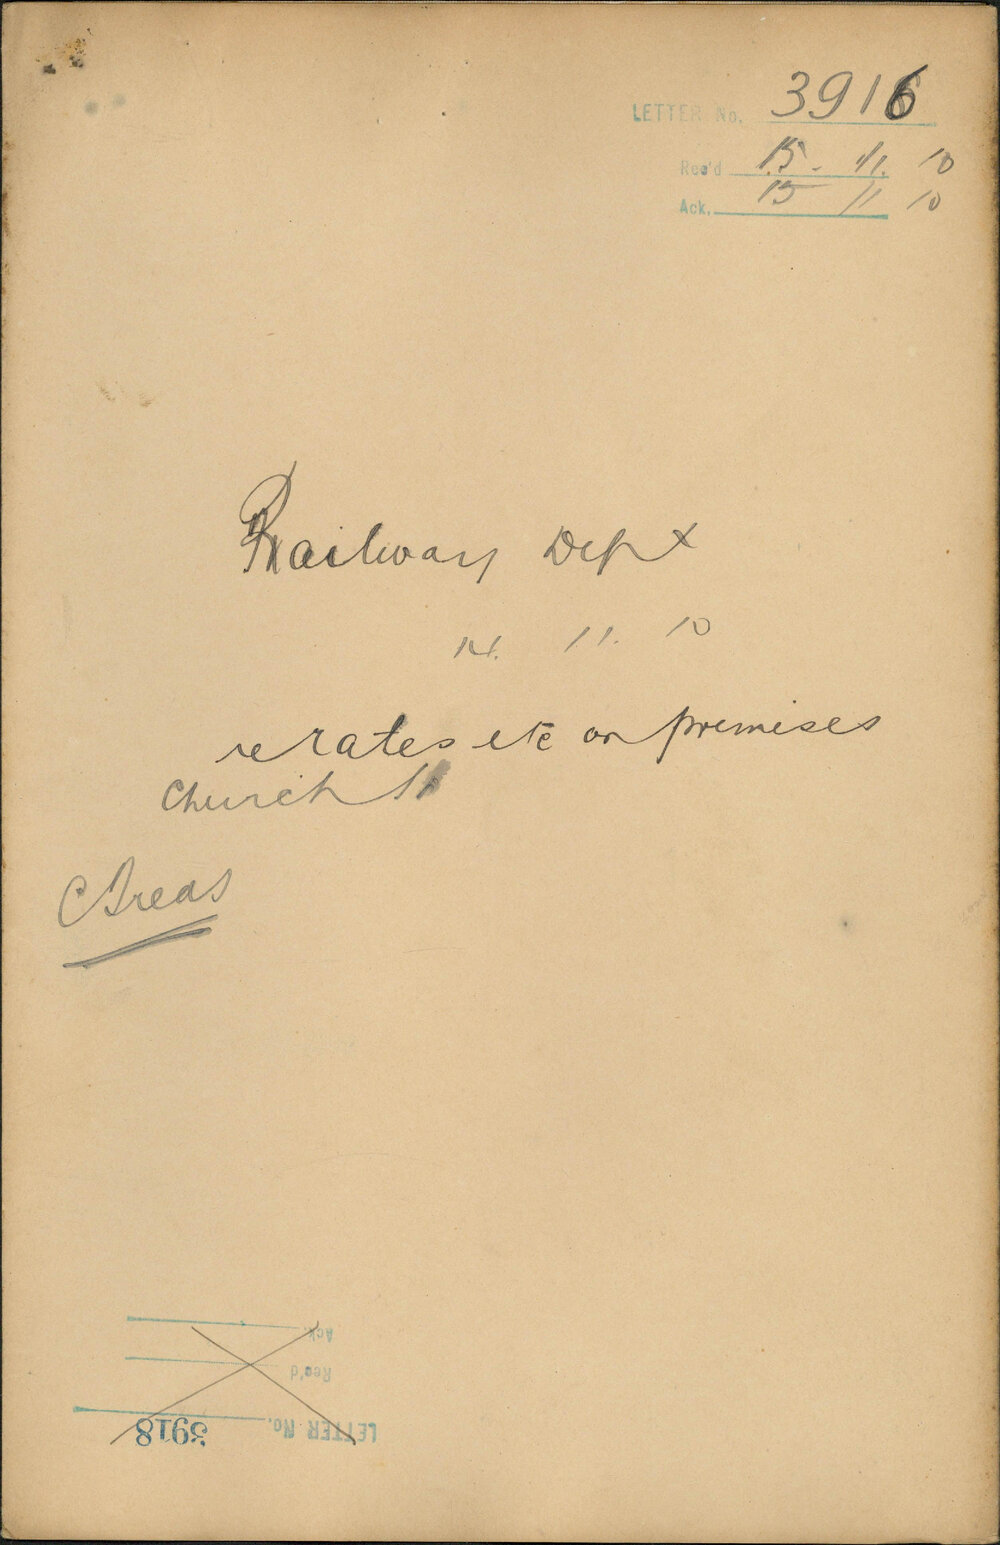 LETTER No. 3916
Rec'd 15. 11. 10
Ack. 15 11 10
Railway Dept
14. 11. 10
re rates etc on premises
Church St
LETTER No. 3918
Rec'd
Ack.